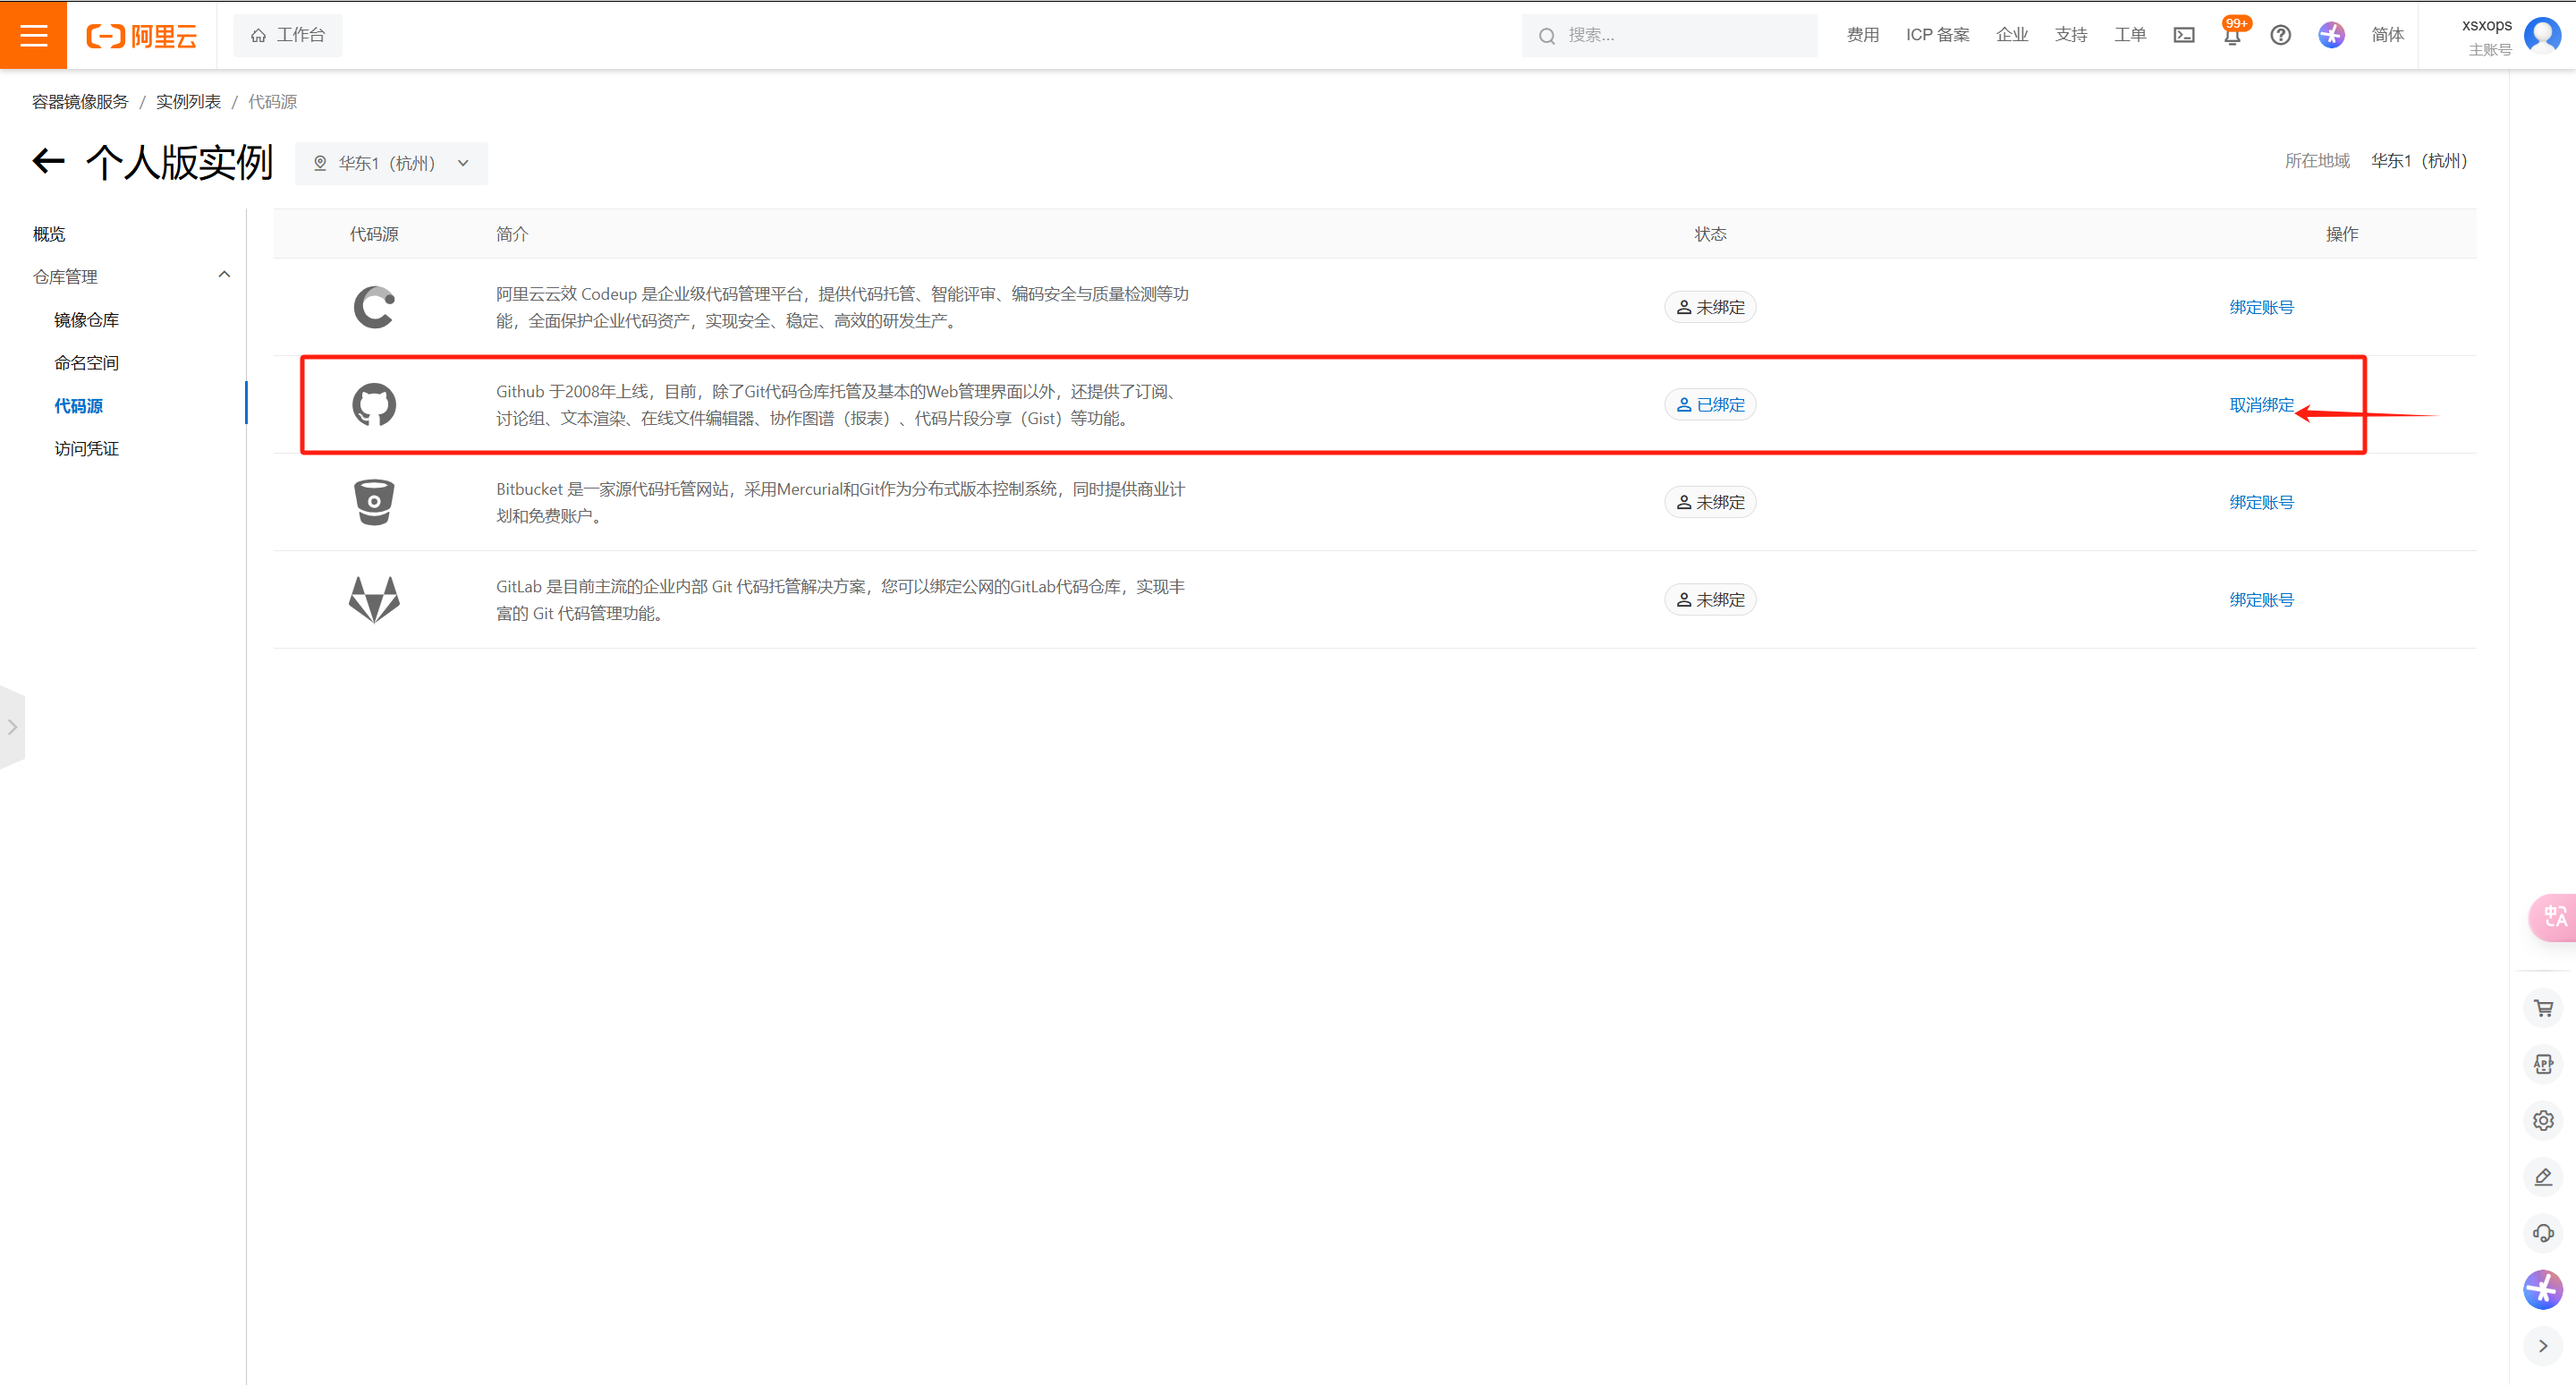 阿里云
工作台
搜索...
费用
ICP 备案
企业
支持
工单
99+
简体
xsxops
主账号
容器镜像服务 / 实例列表 / 代码源
个人版实例
华东1（杭州）
所在地域 华东1（杭州）
概览
仓库管理
镜像仓库
命名空间
代码源
访问凭证
代码源 简介 状态 操作
阿里云云效 Codeup 是企业级代码管理平台，提供代码托管、智能评审、编码安全与质量检测等功
能，全面保护企业代码资产，实现安全、稳定、高效的研发生产。
未绑定
绑定账号
Github 于2008年上线，目前，除了Git代码仓库托管及基本的Web管理界面以外，还提供了订阅、
讨论组、文本渲染、在线文件编辑器、协作图谱（报表）、代码片段分享（Gist）等功能。
已绑定
取消绑定
Bitbucket 是一家源代码托管网站，采用Mercurial和Git作为分布式版本控制系统，同时提供商业计
划和免费账户。
未绑定
绑定账号
GitLab 是目前主流的企业内部 Git 代码托管解决方案，您可以绑定公网的GitLab代码仓库，实现丰
富的 Git 代码管理功能。
未绑定
绑定账号
中A
APP